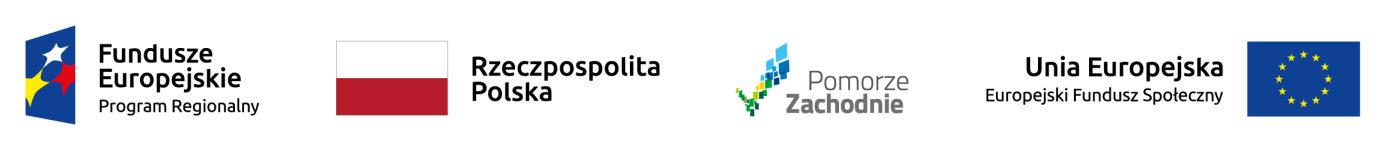 Fundusze
Europejskie
Program Regionalny
Rzeczpospolita
Polska
Pomorze
Zachodnie
Unia Europejska
Europejski Fundusz Społeczny